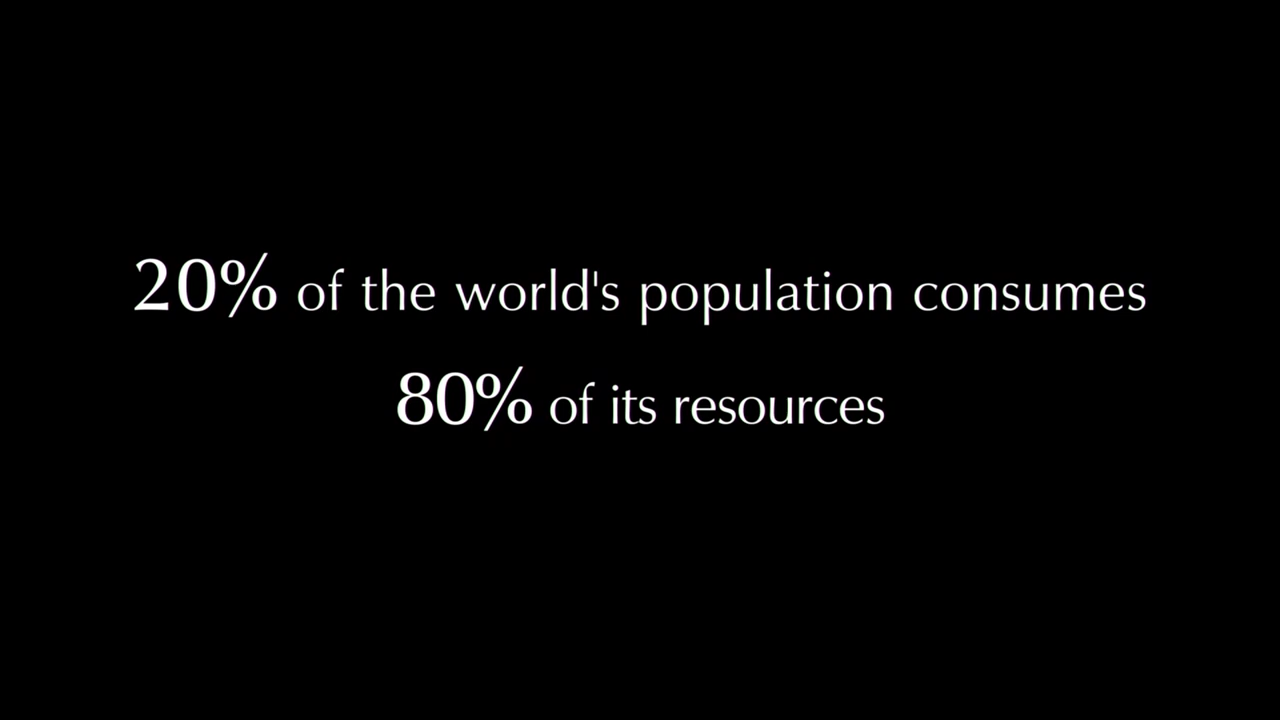 20% of the world's population consumes
80% of its resources